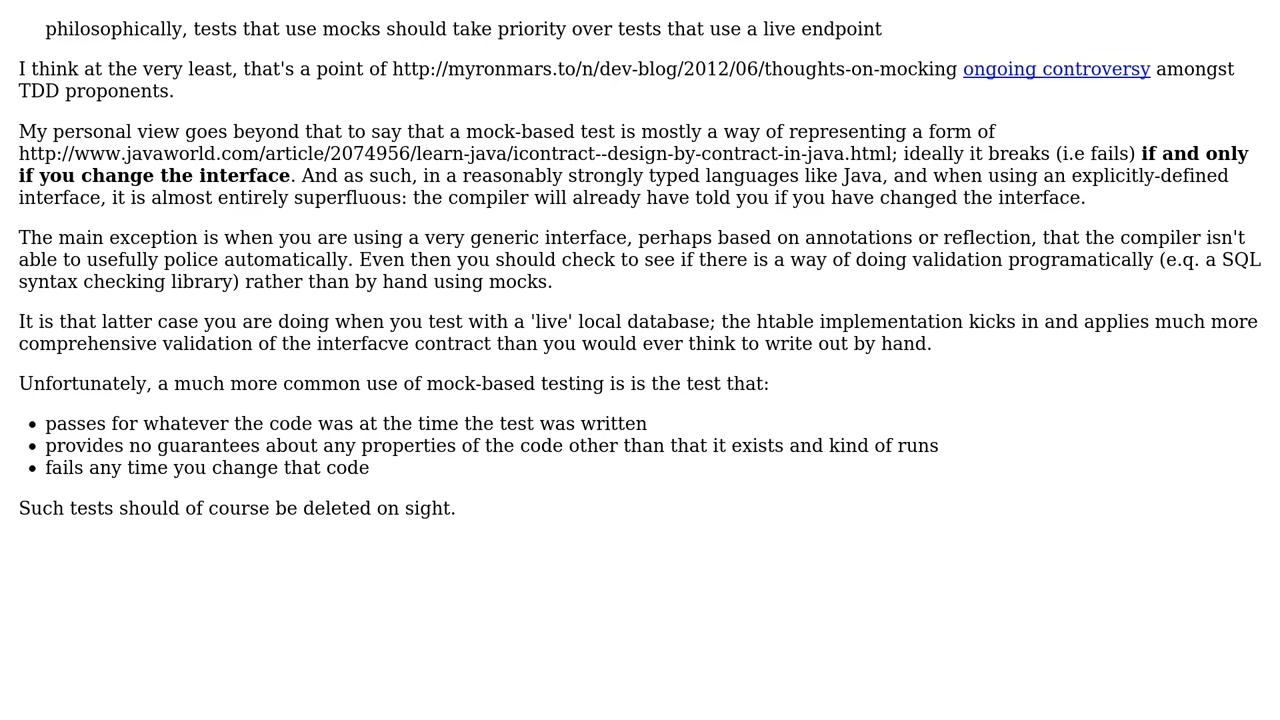 philosophically, tests that use mocks should take priority over tests that use a live endpoint
I think at the very least, that's a point of http://myronmars.to/n/dev-blog/2012/06/thoughts-on-mocking ongoing controversy amongst
TDD proponents.
My personal view goes beyond that to say that a mock-based test is mostly a way of representing a form of
http://www.javaworld.com/article/2074956/learn-java/icontract--design-by-contract-in-java.html; ideally it breaks (i.e fails) if and only
if you change the interface. And as such, in a reasonably strongly typed languages like Java, and when using an explicitly-defined
interface, it is almost entirely superfluous: the compiler will already have told you if you have changed the interface.
The main exception is when you are using a very generic interface, perhaps based on annotations or reflection, that the compiler isn't
able to usefully police automatically. Even then you should check to see if there is a way of doing validation programatically (e.q. a SQL
syntax checking library) rather than by hand using mocks.
It is that latter case you are doing when you test with a 'live' local database; the htable implementation kicks in and applies much more
comprehensive validation of the interfacve contract than you would ever think to write out by hand.
Unfortunately, a much more common use of mock-based testing is is the test that:
• passes for whatever the code was at the time the test was written
• provides no guarantees about any properties of the code other than that it exists and kind of runs
• fails any time you change that code
Such tests should of course be deleted on sight.